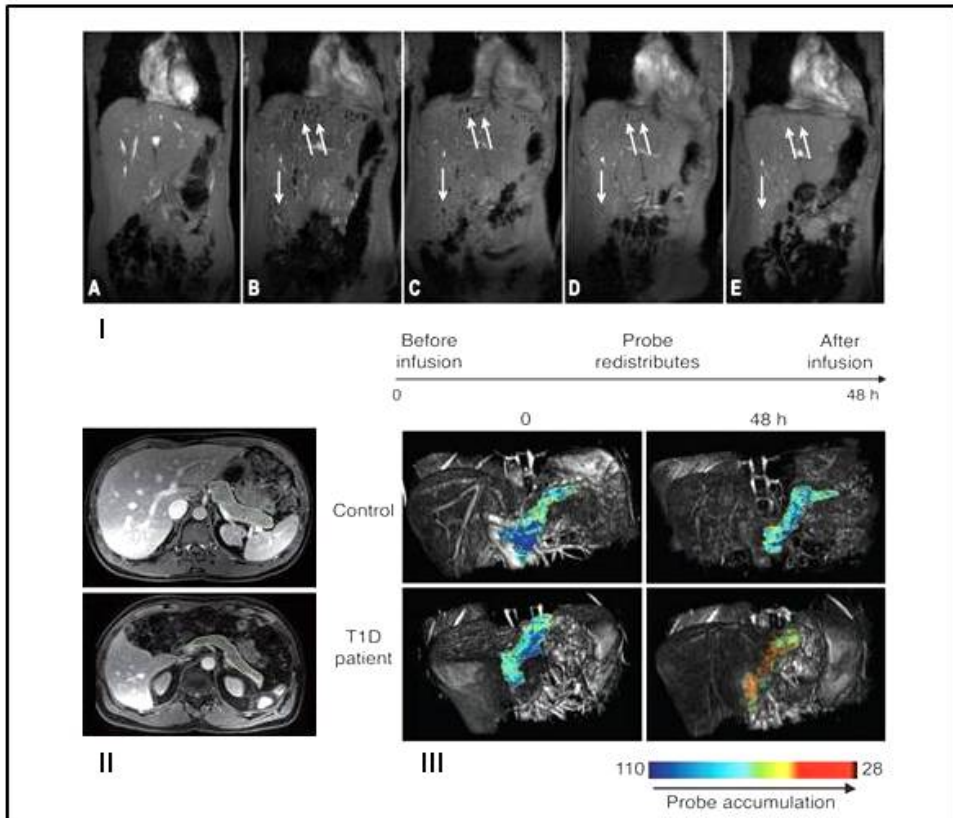 A B C D E
I
Before infusion Probe redistributes After infusion
0 48 h
0 48 h
Control
T1D patient
II
III
110 28
Probe accumulation